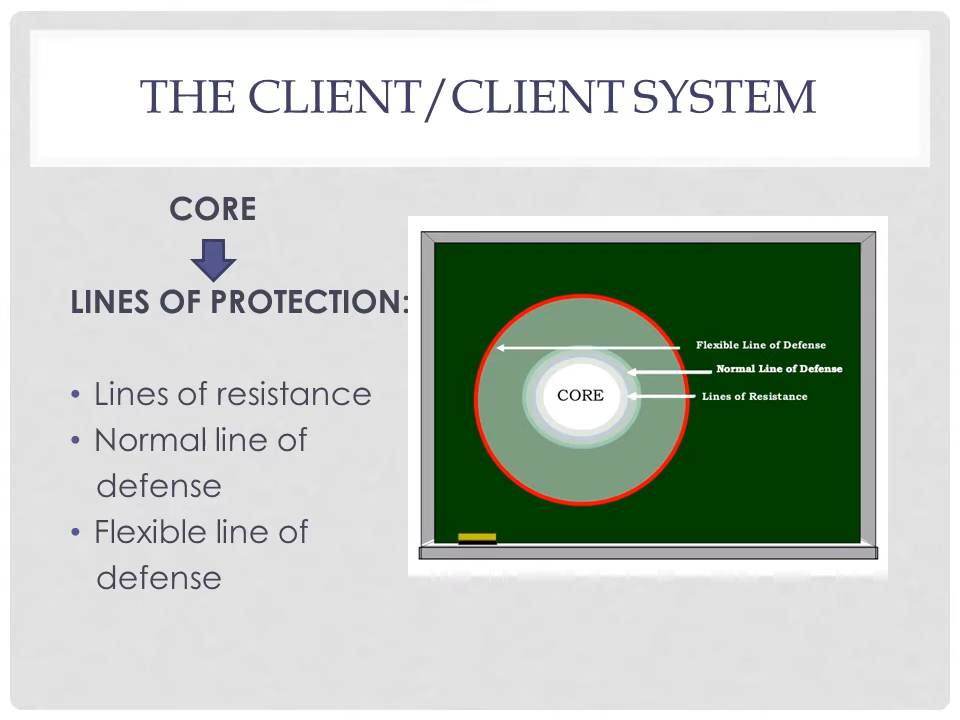 THE CLIENT/CLIENT SYSTEM
CORE
LINES OF PROTECTION:
• Lines of resistance
• Normal line of
defense
• Flexible line of
defense
Flexible Line of Defense
Normal Line of Defense
CORE
Lines of Resistance